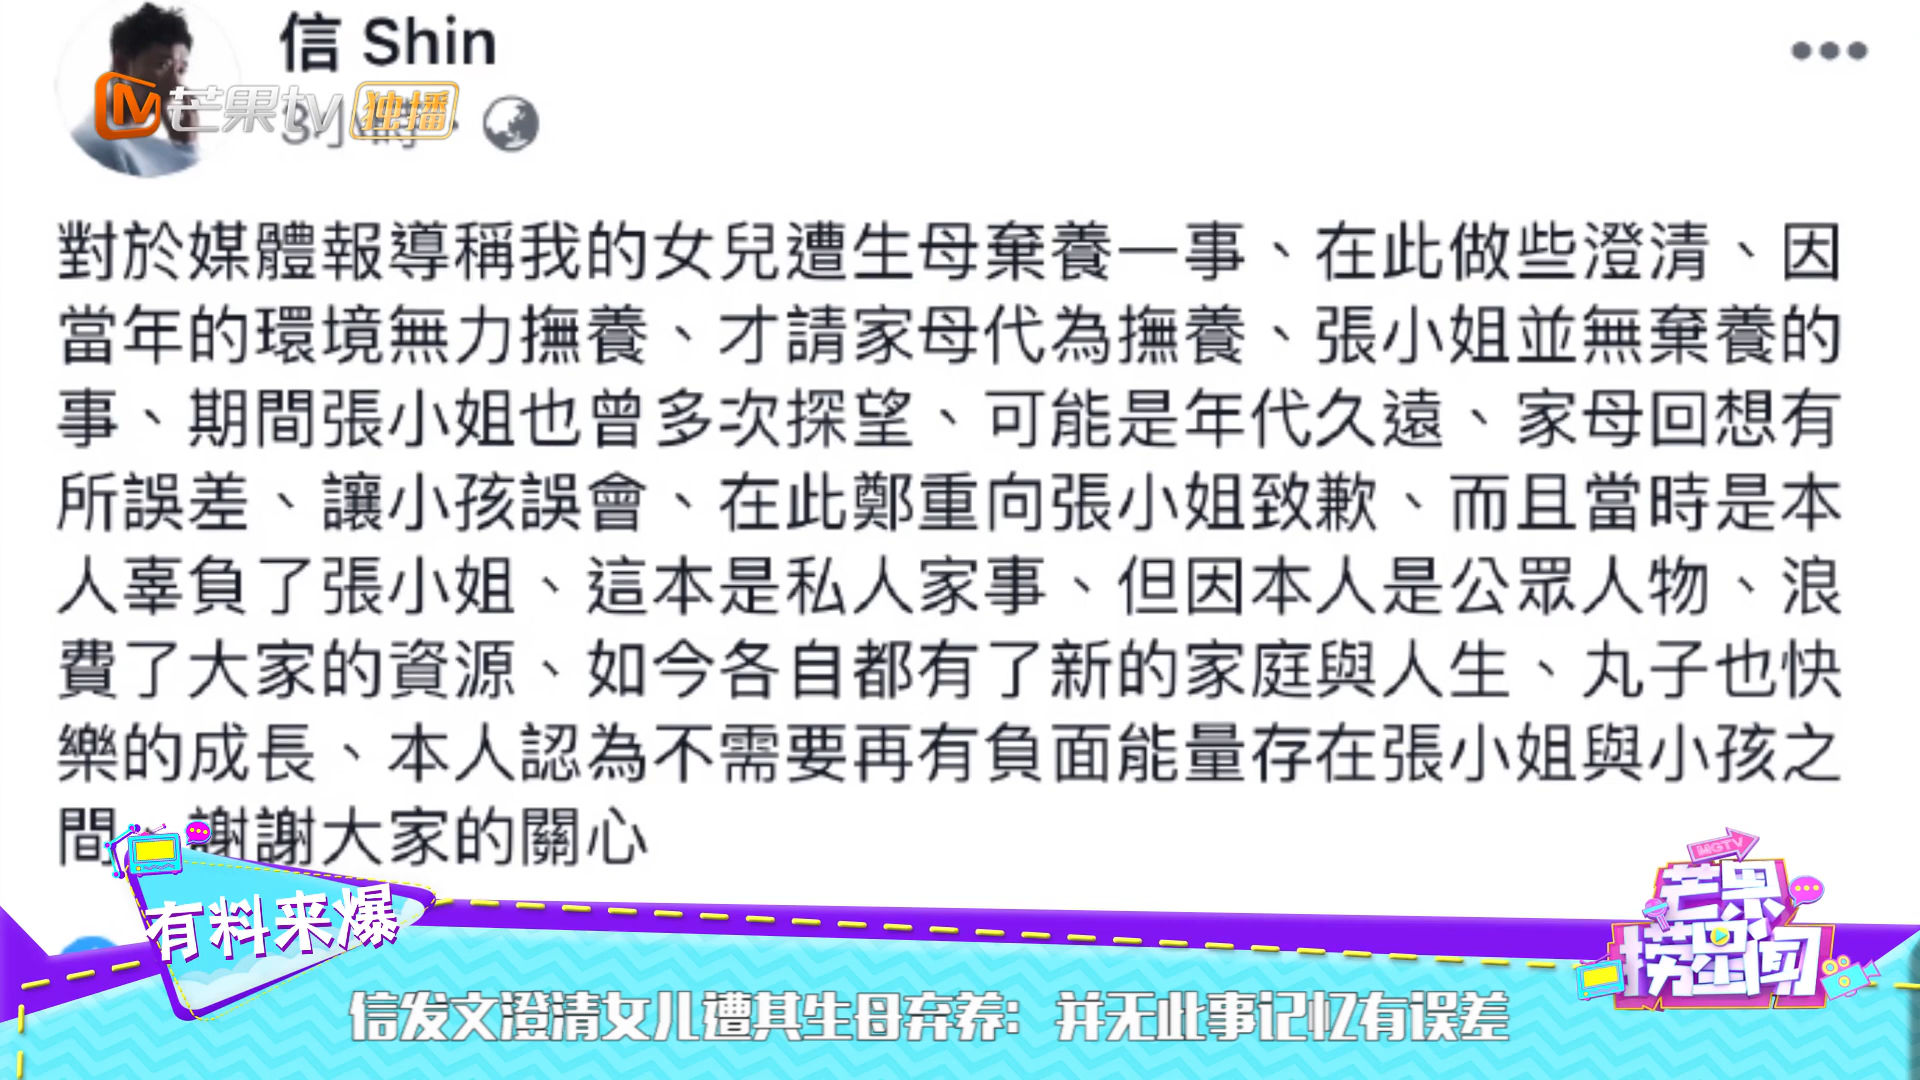 信 Shin
芒果tv 独播
3小時
對於媒體報導稱我的女兒遭生母棄養一事、在此做些澄清、因
當年的環境無力撫養、才請家母代為撫養、張小姐並無棄養的
事、期間張小姐也曾多次探望、可能是年代久遠、家母回想有
所誤差、讓小孩誤會、在此鄭重向張小姐致歉、而且當時是本
人辜負了張小姐、這本是私人家事、但因本人是公眾人物、浪
費了大家的資源、如今各自都有了新的家庭與人生、丸子也快
樂的成長、本人認為不需要再有負面能量存在張小姐與小孩之
間、謝謝大家的關心
有料来爆
MGTV
芒果
捞星闻
信发文澄清女儿遭其生母弃养：并无此事记忆有误差